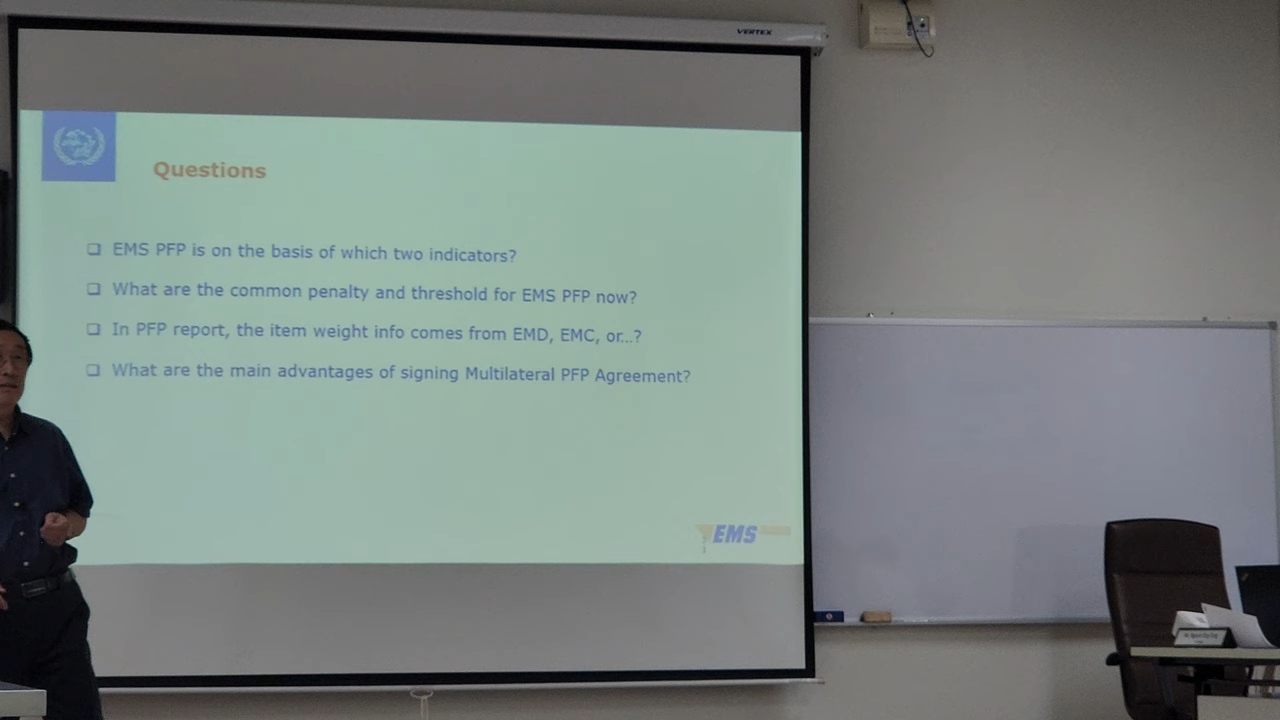 VERTEX
Questions
❑ EMS PFP is on the basis of which two indicators?
❑ What are the common penalty and threshold for EMS PFP now?
❑ In PFP report, the item weight info comes from EMD, EMC, or...?
❑ What are the main advantages of signing Multilateral PFP Agreement?
EMS